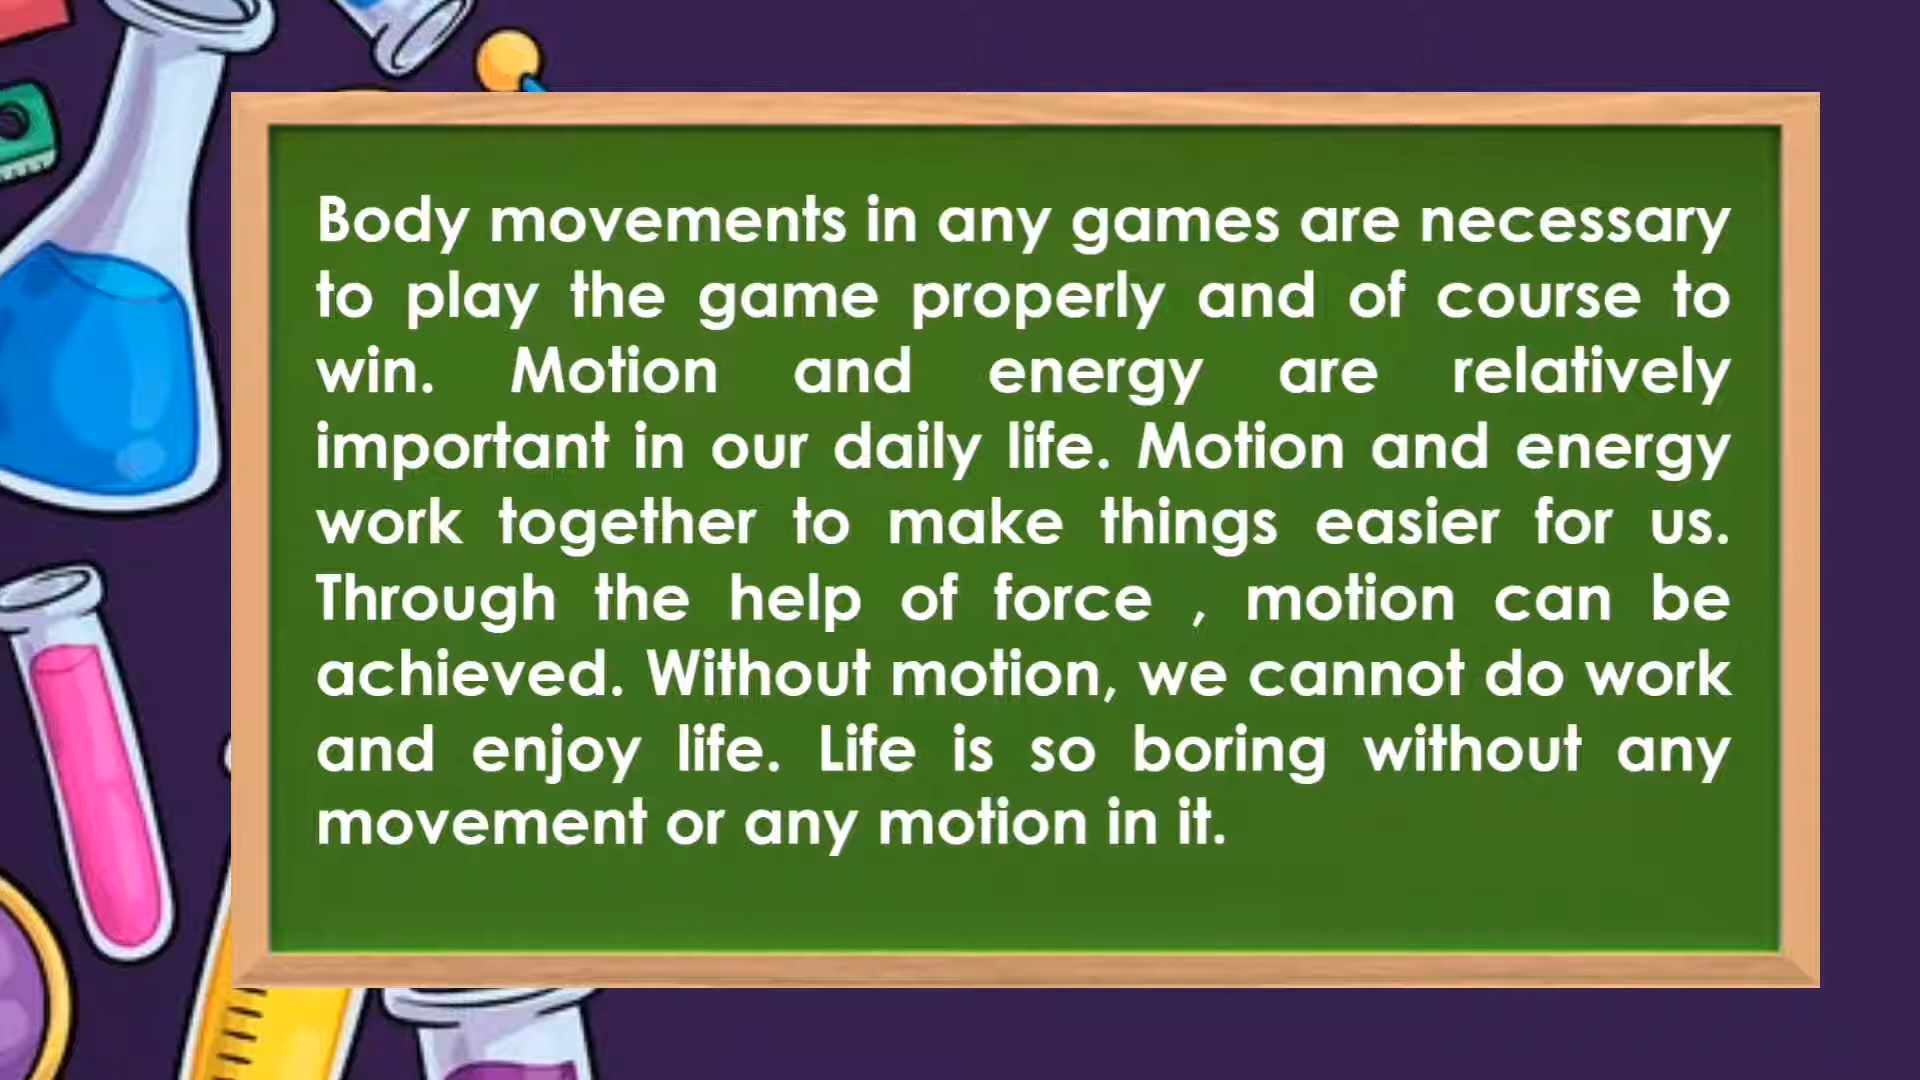 Body movements in any games are necessary
to play the game properly and of course to
win. Motion and energy are relatively
important in our daily life. Motion and energy
work together to make things easier for us.
Through the help of force , motion can be
achieved. Without motion, we cannot do work
and enjoy life. Life is so boring without any
movement or any motion in it.